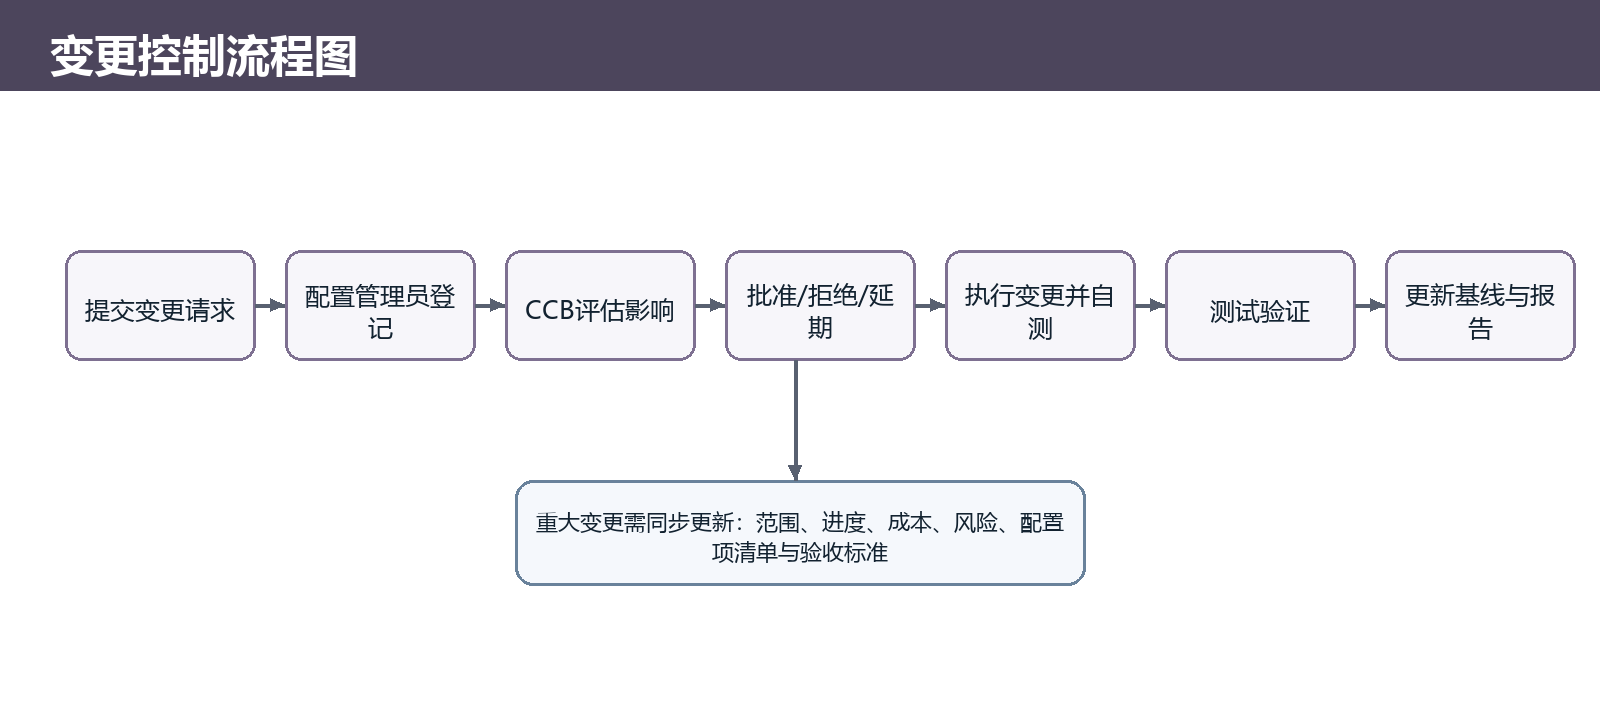 变更控制流程图
提交变更请求
配置管理员登
记
CCB评估影响
批准/拒绝/延
期
执行变更并自
测
测试验证
更新基线与报
告
重大变更需同步更新：范围、进度、成本、风险、配置
项清单与验收标准